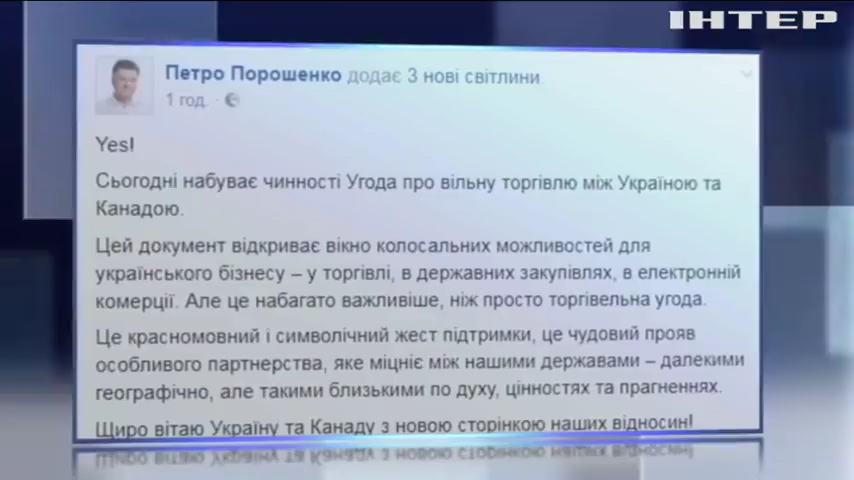 ІНТЕР
Петро Порошенко додає 3 нові світлини
1 год.
Yes!
Сьогодні набуває чинності Угода про вільну торгівлю між Україною та
Канадою.
Цей документ відкриває вікно колосальних можливостей для
українського бізнесу – у торгівлі, в державних закупівлях, в електронній
комерції. Але це набагато важливіше, ніж просто торгівельна угода.
Це красномовний і символічний жест підтримки, це чудовий прояв
особливого партнерства, яке міцніє між нашими державами – далекими
географічно, але такими близькими по духу, цінностях та прагненнях.
Щиро вітаю Україну та Канаду з новою сторінкою наших відносин!